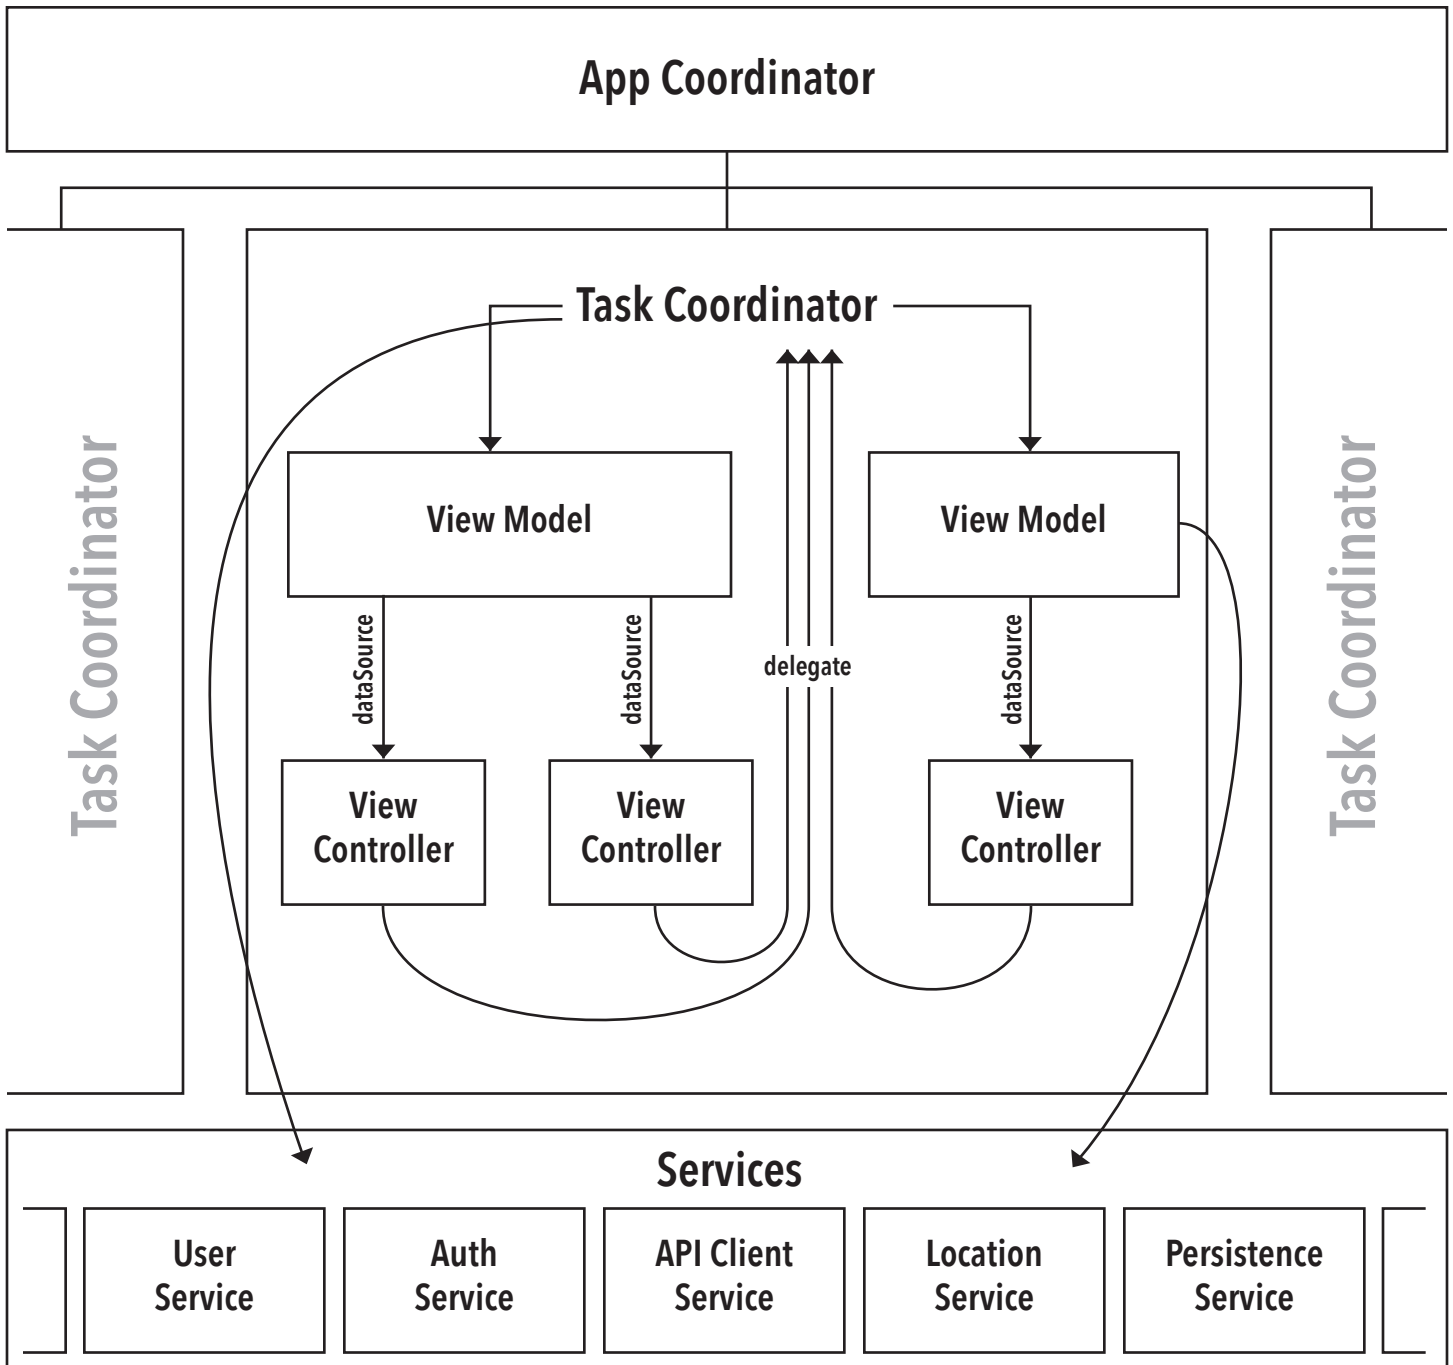 App Coordinator
Task Coordinator
Task Coordinator
Task Coordinator
View Model
View Model
dataSource
dataSource
delegate
dataSource
View
Controller
View
Controller
View
Controller
Services
User
Service
Auth
Service
API Client
Service
Location
Service
Persistence
Service